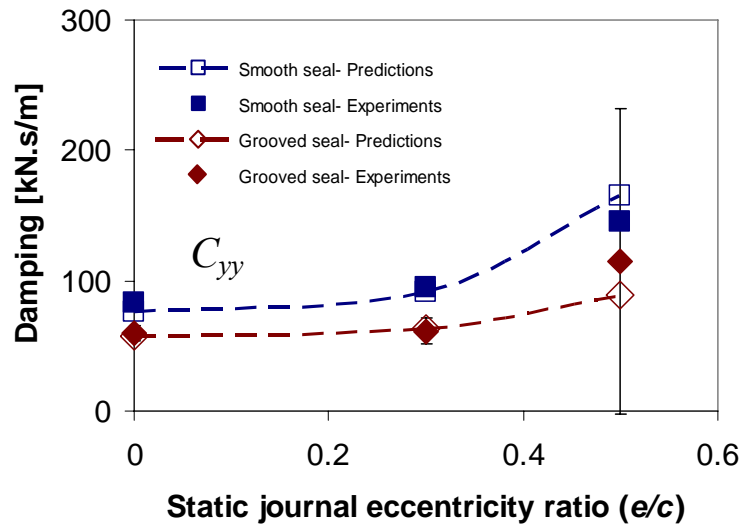 300
200
100
0
Damping [kN.s/m]
Smooth seal- Predictions
Smooth seal- Experiments
Grooved seal- Predictions
Grooved seal- Experiments
Cyy
0 0.2 0.4 0.6
Static journal eccentricity ratio (e/c)